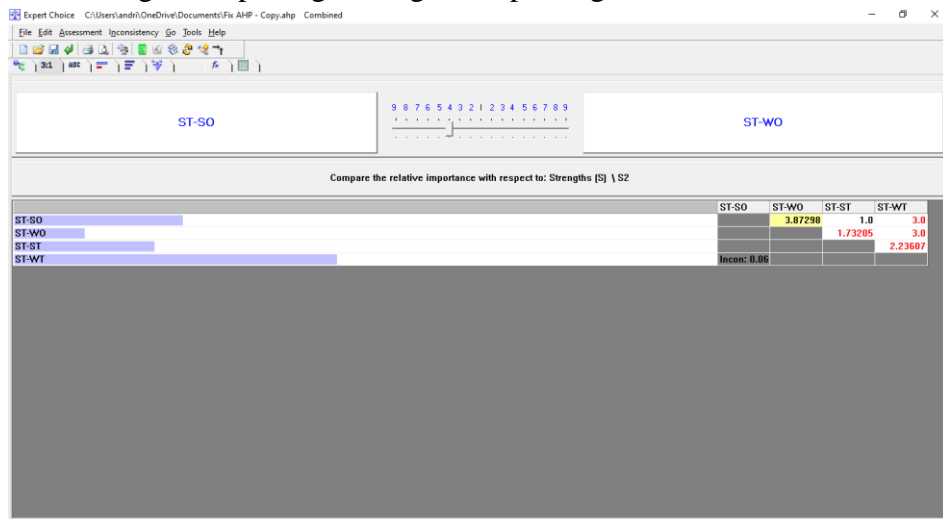 Expert Choice C:\Users\andri\OneDrive\Documents\Fix AHP - Copy.ahp Combined
File Edit Assessment Inconsistency Go Tools Help
3:1 ABC
ST-SO 9 8 7 6 5 4 3 2 1 2 3 4 5 6 7 8 9 ST-WO
Compare the relative importance with respect to: Strengths (S) \ S2
ST-SO ST-WO ST-ST ST-WT
ST-SO 3.87298 1.0 3.0
ST-WO 1.73205 3.0
ST-ST 2.23607
ST-WT Incon: 0.06